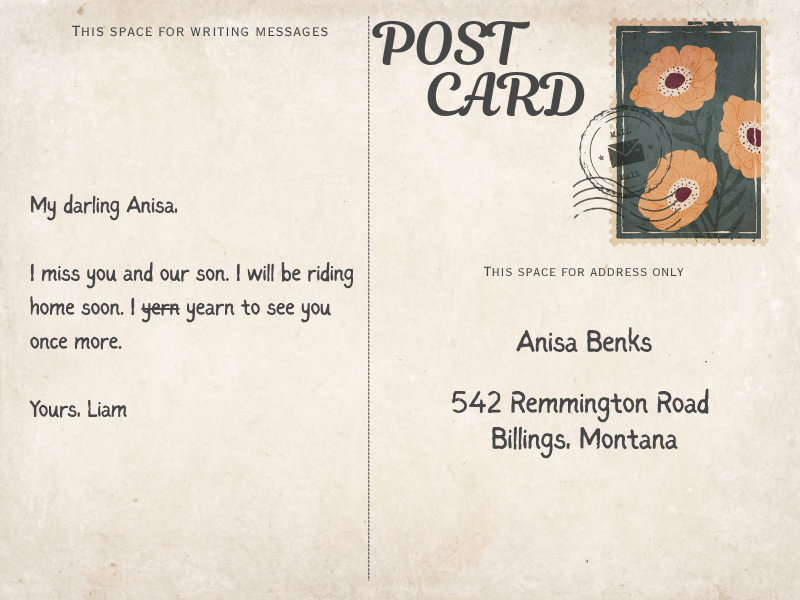 THIS SPACE FOR WRITING MESSAGES
My darling Anisa,
I miss you and our son. I will be riding
home soon. I ~~yern~~ yearn to see you
once more.
Yours, Liam
POST
CARD
MAIL
MAIL
THIS SPACE FOR ADDRESS ONLY
Anisa Benks
542 Remmington Road
Billings, Montana